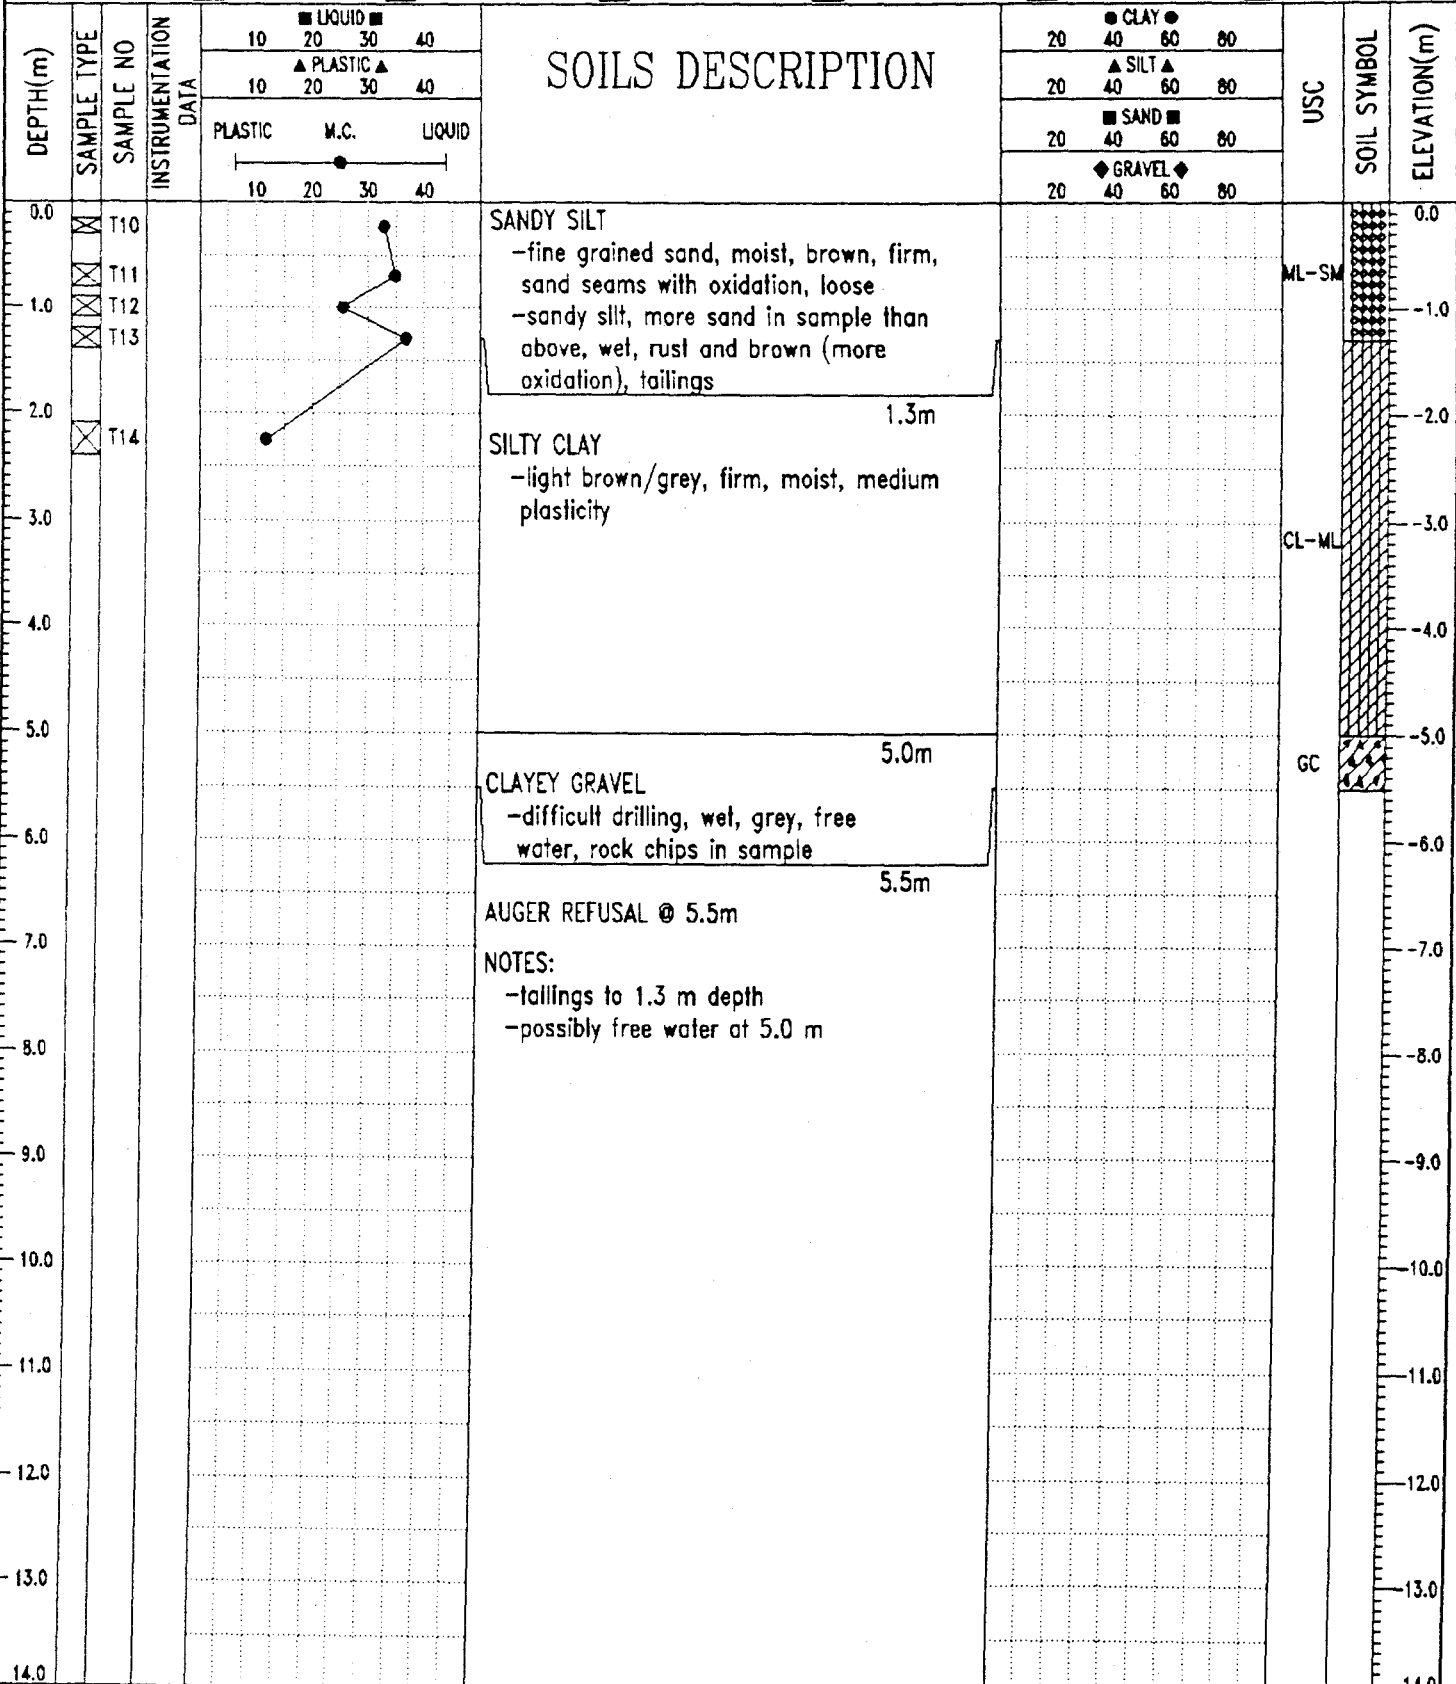 DEPTH(m)
SAMPLE TYPE
SAMPLE NO
INSTRUMENTATION
DATA
■ LIQUID ■
10 20 30 40
▲ PLASTIC ▲
10 20 30 40
PLASTIC M.C. LIQUID
10 20 30 40
SOILS DESCRIPTION
● CLAY ●
20 40 60 80
▲ SILT ▲
20 40 60 80
■ SAND ■
20 40 60 80
◆ GRAVEL ◆
20 40 60 80
USC
SOIL SYMBOL
ELEVATION(m)
0.0
1.0
2.0
3.0
4.0
5.0
6.0
7.0
8.0
9.0
10.0
11.0
12.0
13.0
14.0
T10
T11
T12
T13
T14
SANDY SILT
-fine grained sand, moist, brown, firm,
sand seams with oxidation, loose
-sandy silt, more sand in sample than
above, wet, rust and brown (more
oxidation), tailings
1.3m
SILTY CLAY
-light brown/grey, firm, moist, medium
plasticity
5.0m
CLAYEY GRAVEL
-difficult drilling, wet, grey, free
water, rock chips in sample
5.5m
AUGER REFUSAL @ 5.5m
NOTES:
-tailings to 1.3 m depth
-possibly free water at 5.0 m
ML-SM
CL-ML
GC
0.0
-1.0
-2.0
-3.0
-4.0
-5.0
-6.0
-7.0
-8.0
-9.0
-10.0
-11.0
-12.0
-13.0